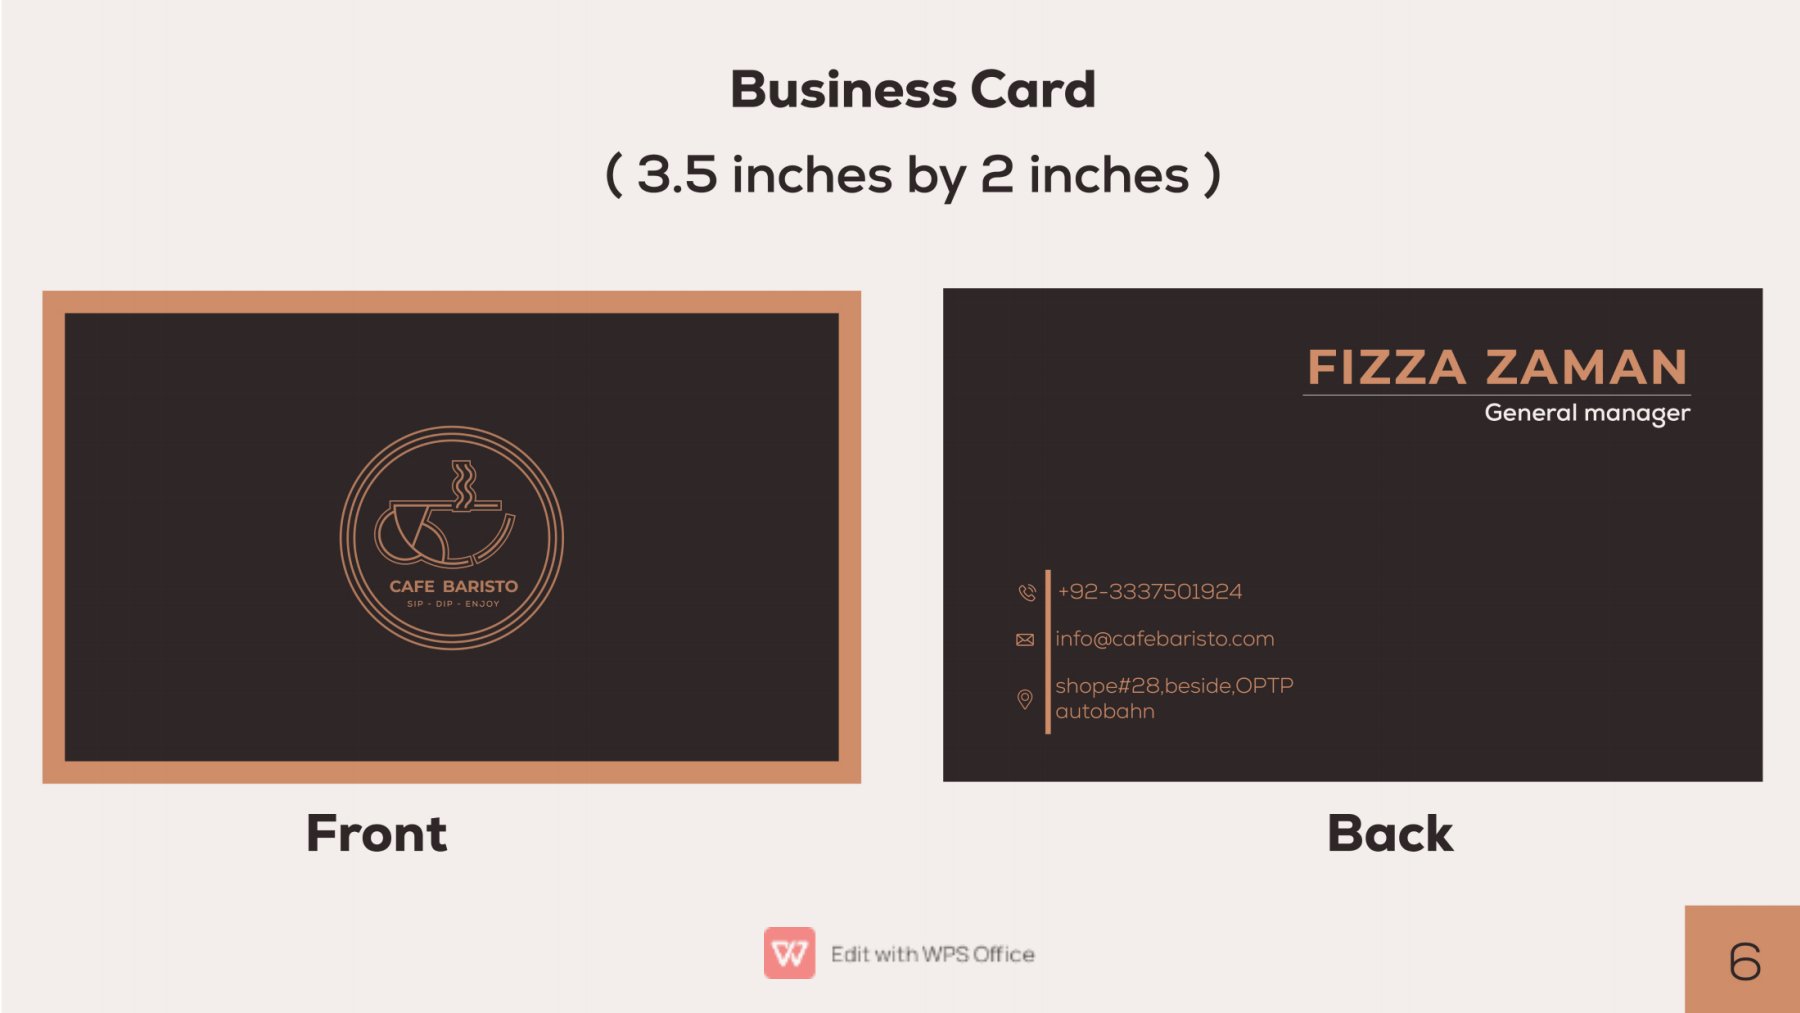 Business Card
( 3.5 inches by 2 inches )
CAFE BARISTO
SIP - DIP - ENJOY
Front
FIZZA ZAMAN
General manager
+92-3337501924
info@cafebaristo.com
shope#28,beside,OPTP
autobahn
Back
Edit with WPS Office
6